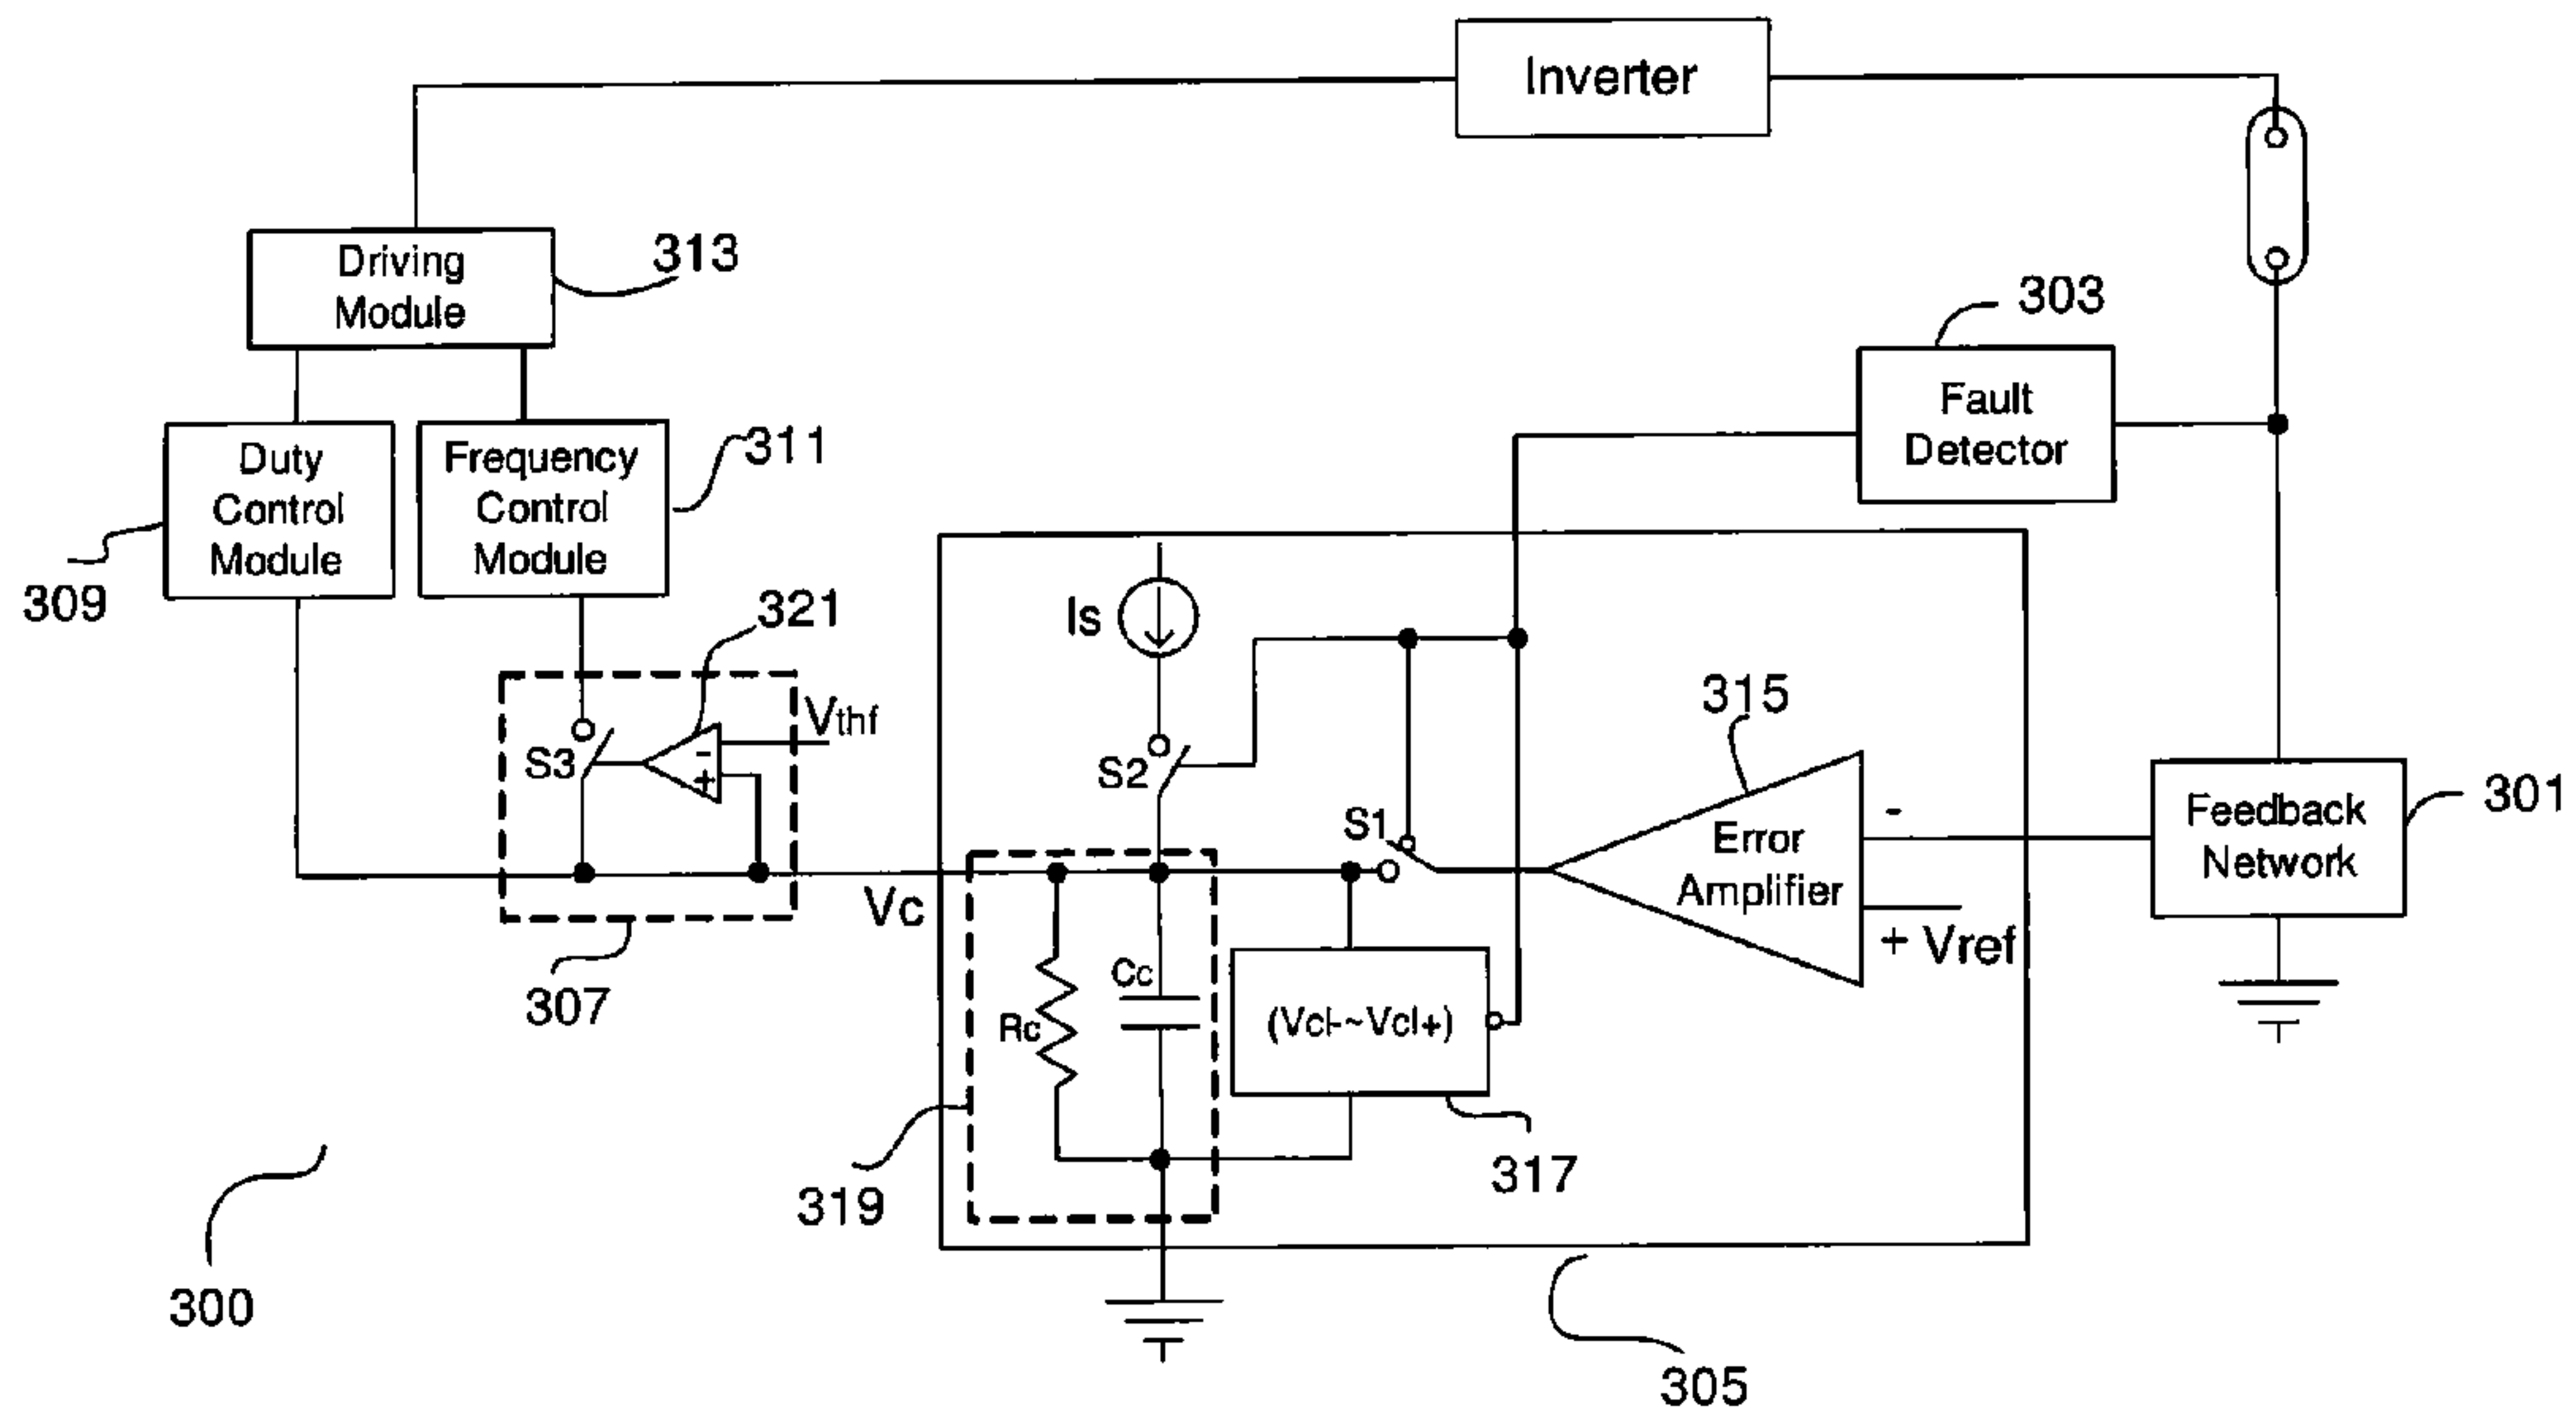 Inverter
Driving
Module
313
303
Fault
Detector
Duty
Control
Module
Frequency
Control
Module
311
309
321
Is
Vthf
S3
-
+
S2
315
S1
Error
Amplifier
-
+ Vref
Feedback
Network
301
Vc
307
Rc
Cc
(Vcl-~Vcl+)
319
317
300
305